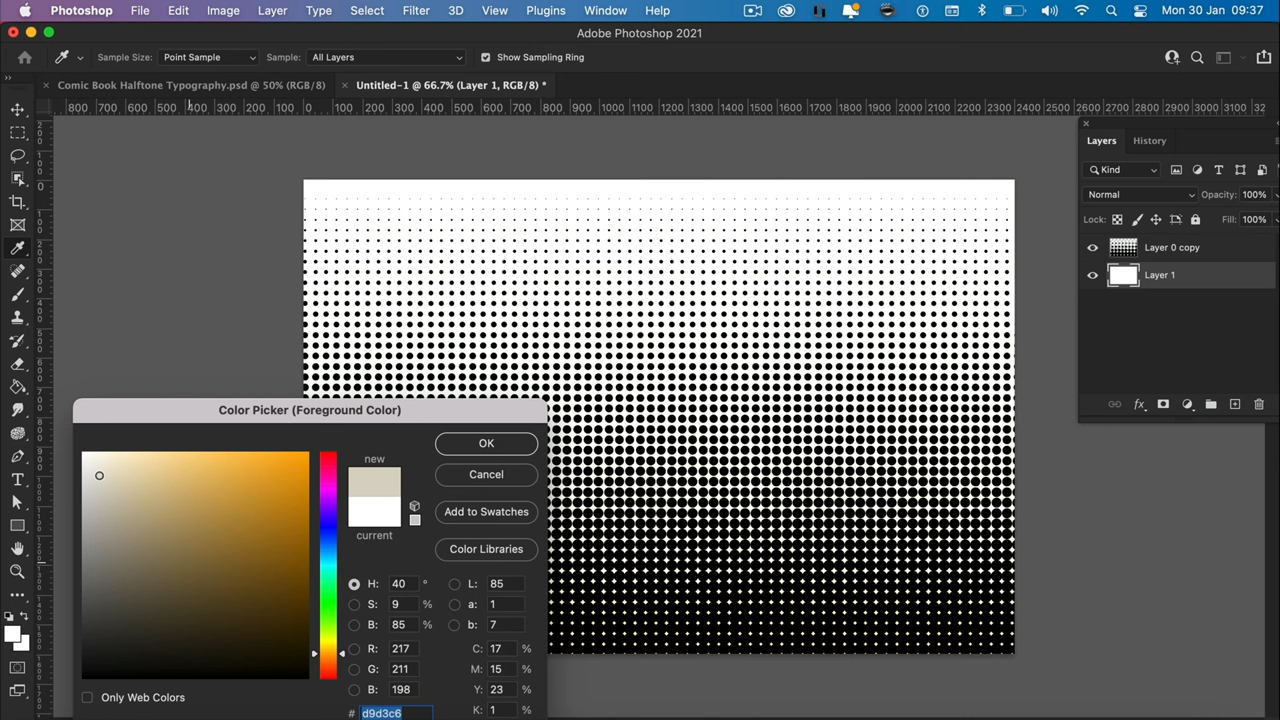 Photoshop File Edit Image Layer Type Select Filter 3D View Plugins Window Help Mon 30 Jan 09:37
Adobe Photoshop 2021
Sample Size: Point Sample Sample: All Layers Show Sampling Ring
Comic Book Halftone Typography.psd @ 50% (RGB/8) Untitled-1 @ 66.7% (Layer 1, RGB/8) *
800 700 600 500 400 300 200 100 0 100 200 300 400 500 600 700 800 900 1000 1100 1200 1300 1400 1500 1600 1700 1800 1900 2000 2100 2200 2300 2400 2500 2600 2700 2800 2900 3000 3100
Layers History
Kind
Normal Opacity: 100%
Lock: Fill: 100%
Layer 0 copy
Layer 1
Color Picker (Foreground Color)
new
current
OK
Cancel
Add to Swatches
Color Libraries
H: 40 ° L: 85
S: 9 % a: 1
B: 85 % b: 7
R: 217 C: 17 %
G: 211 M: 15 %
B: 198 Y: 23 %
# d9d3c6 K: 1 %
Only Web Colors